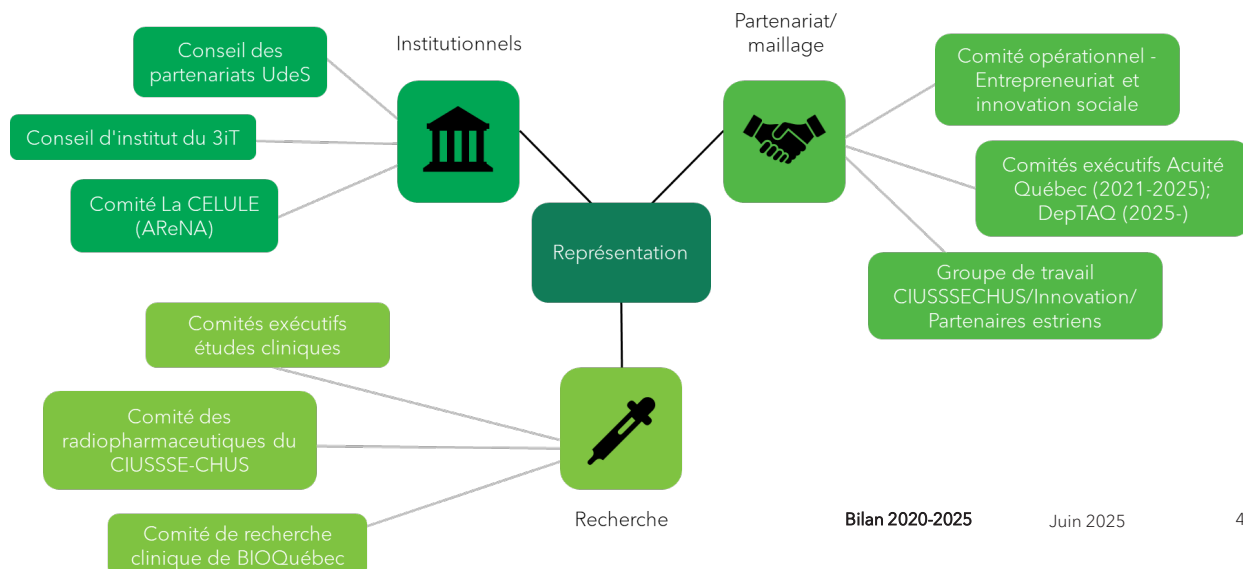 Institutionnels
Conseil des
partenariats UdeS
Conseil d'institut du 3iT
Comité La CELULE
(AReNA)
Partenariat/
maillage
Comité opérationnel -
Entrepreneuriat et
innovation sociale
Comités exécutifs Acuité
Québec (2021-2025);
DepTAQ (2025-)
Groupe de travail
CIUSSSECHUS/Innovation/
Partenaires estriens
Représentation
Comités exécutifs
études cliniques
Comité des
radiopharmaceutiques du
CIUSSSE-CHUS
Comité de recherche
clinique de BIOQuébec
Recherche
Bilan 2020-2025
Juin 2025
4